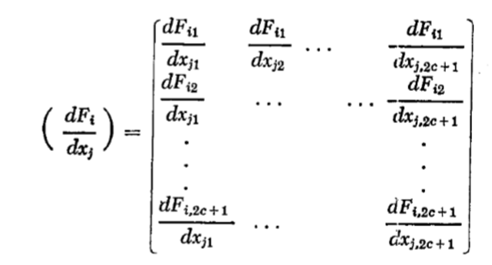 dF_{i1}/dx_{j1} dF_{i1}/dx_{j2} ... dF_{i1}/dx_{j,2c+1}
(dF_i/dx_j) = dF_{i2}/dx_{j1} ... ... dF_{i2}/dx_{j,2c+1}
. .
. .
. .
dF_{i,2c+1}/dx_{j1} ... dF_{i,2c+1}/dx_{j,2c+1}